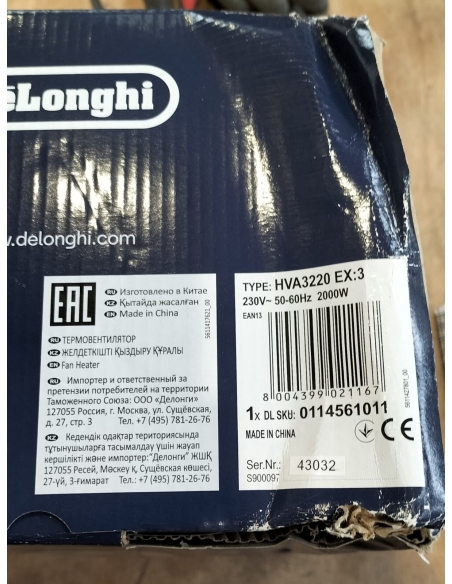 DeLonghi
w.delonghi.com
EAC
RU Изготовлено в Китае
KZ Қытайда жасалған
EN Made in China
5611427621_00
RU ТЕРМОВЕНТИЛЯТОР
KZ ЖЕЛДЕТКІШТІ ҚЫЗДЫРУ ҚҰРАЛЫ
EN Fan Heater
RU Импортер и ответственный за
претензии потребителей на территории
Таможенного Союза: ООО «Делонги»
127055 Россия, г. Москва, ул. Сущёвская,
д. 27, стр. 3 Тел. +7 (495) 781-26-76
KZ Кедендік одақтар территориясында
тұтынушыларға тасымалдау үшін жауап
кершілікті және импортер:"Делонги" ЖШҚ
127055 Ресей, Мәскеу қ, Сущёвская көшесі,
27-үй, 3-ғимарат Тел.: +7 (495) 781-26-76
TYPE: HVA3220 EX:3
230V~ 50-60Hz 2000W
EAN13
8 004399 021167
5611427601_00
1x DL SKU: 0114561011
MADE IN CHINA
CE
Ser.Nr.: 43032
S900097